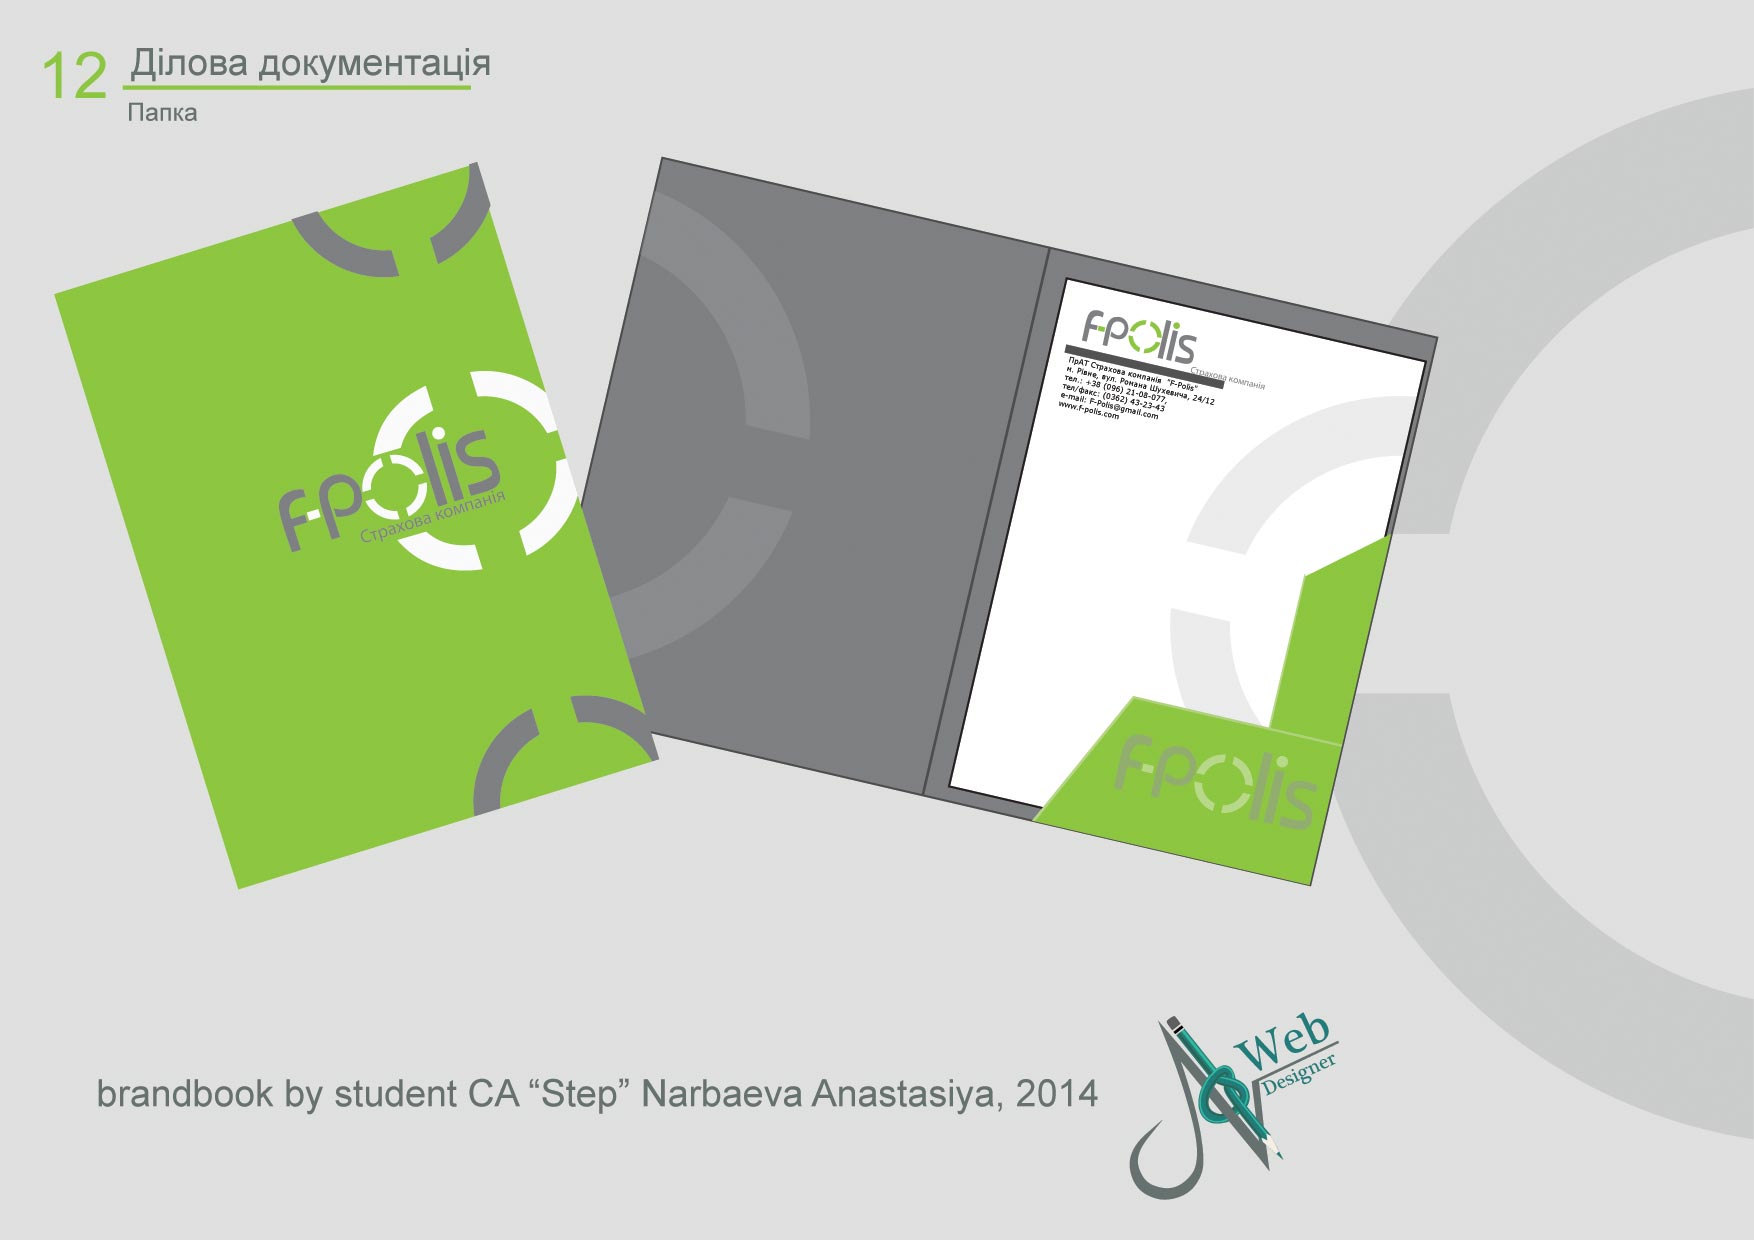 12
Ділова документація
Папка
F-polis
Страхова компанія
F-polis
Страхова компанія
ПрАТ Страхова компанія "F-Polis"
м. Рівне, вул. Романа Шухевича, 24/12
тел.: +38 (096) 21-08-077,
тел/факс: (0362) 43-23-43
e-mail: F-Polis@gmail.com
www.f-polis.com
F-polis
brandbook by student CA “Step” Narbaeva Anastasiya, 2014
Web
Designer